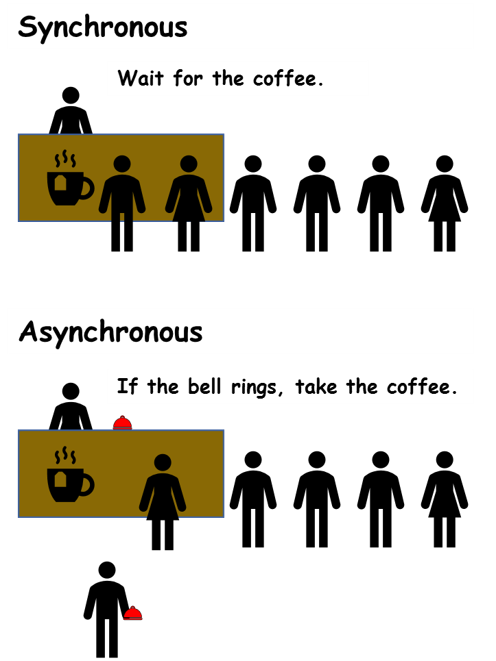 Synchronous
Wait for the coffee.
Asynchronous
If the bell rings, take the coffee.